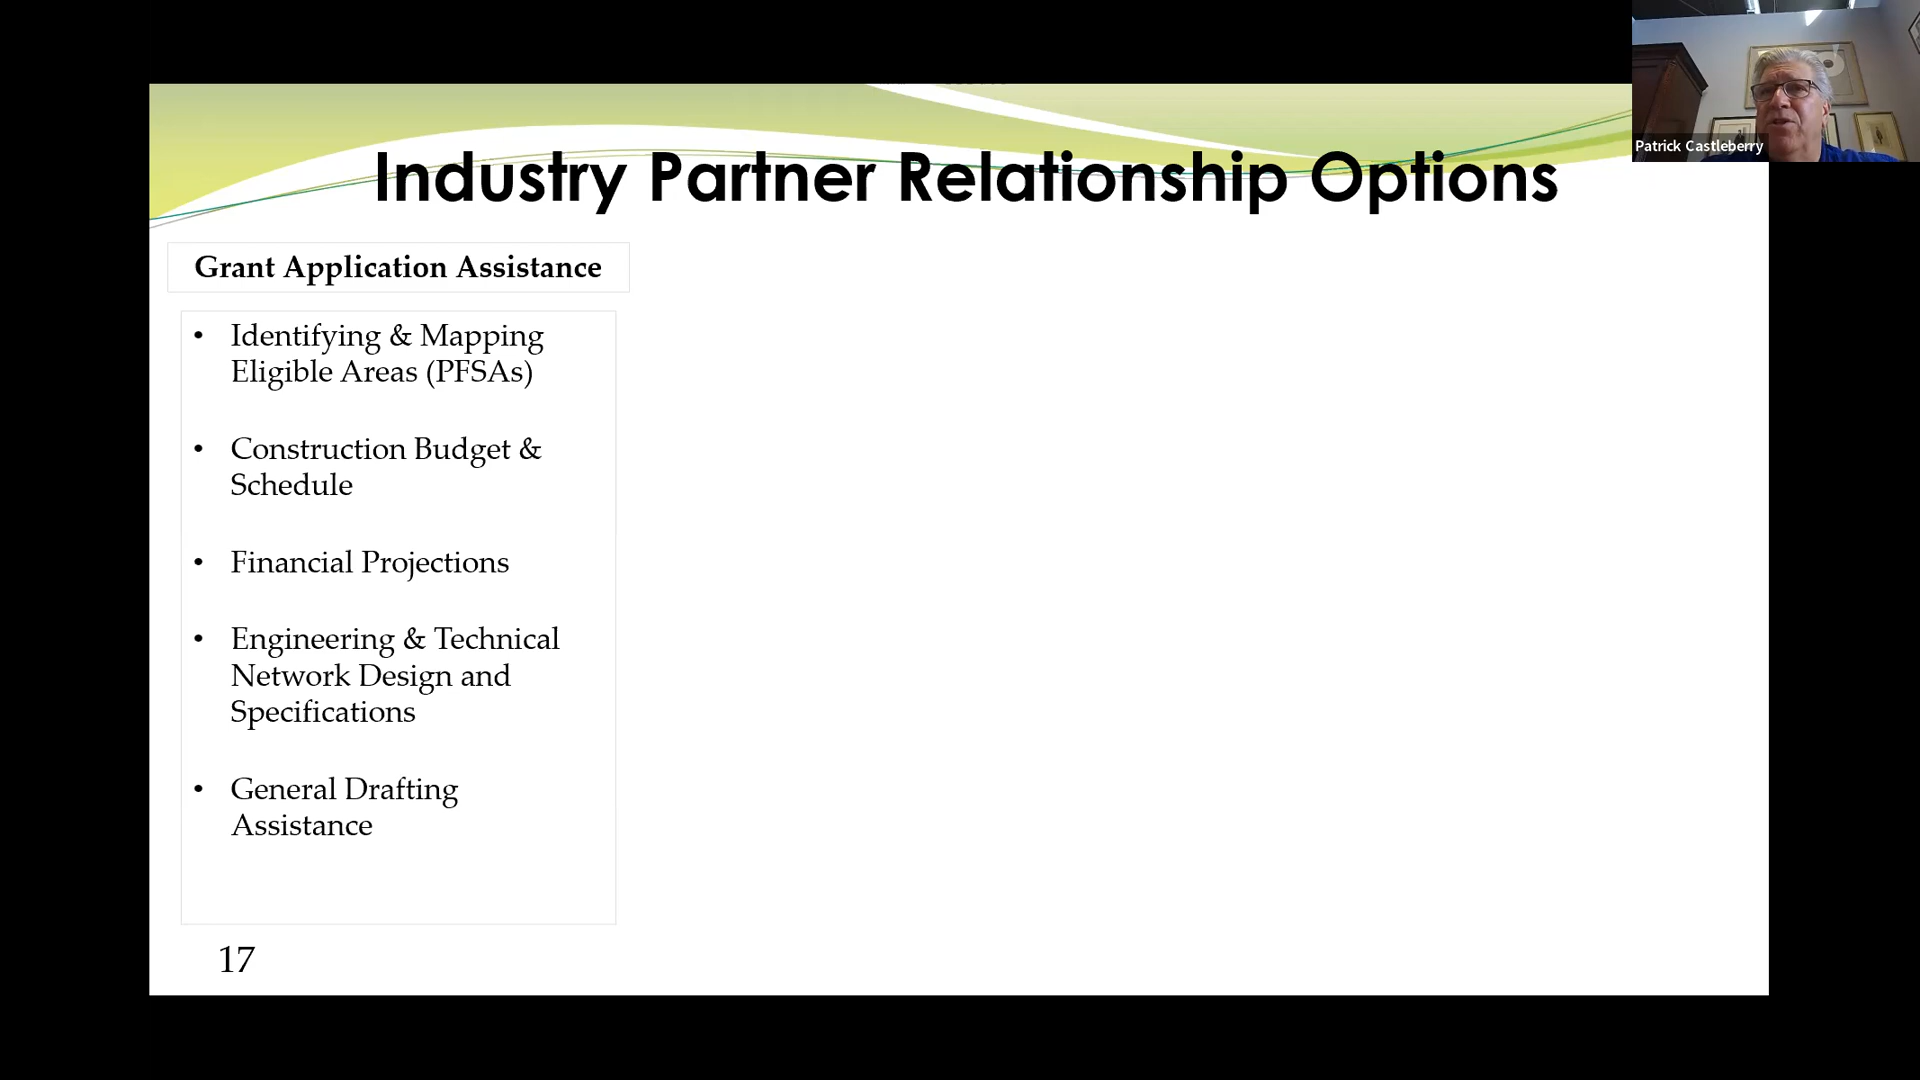 Patrick Castleberry
Industry Partner Relationship Options
Grant Application Assistance
• Identifying & Mapping
Eligible Areas (PFSAs)
• Construction Budget &
Schedule
• Financial Projections
• Engineering & Technical
Network Design and
Specifications
• General Drafting
Assistance
17